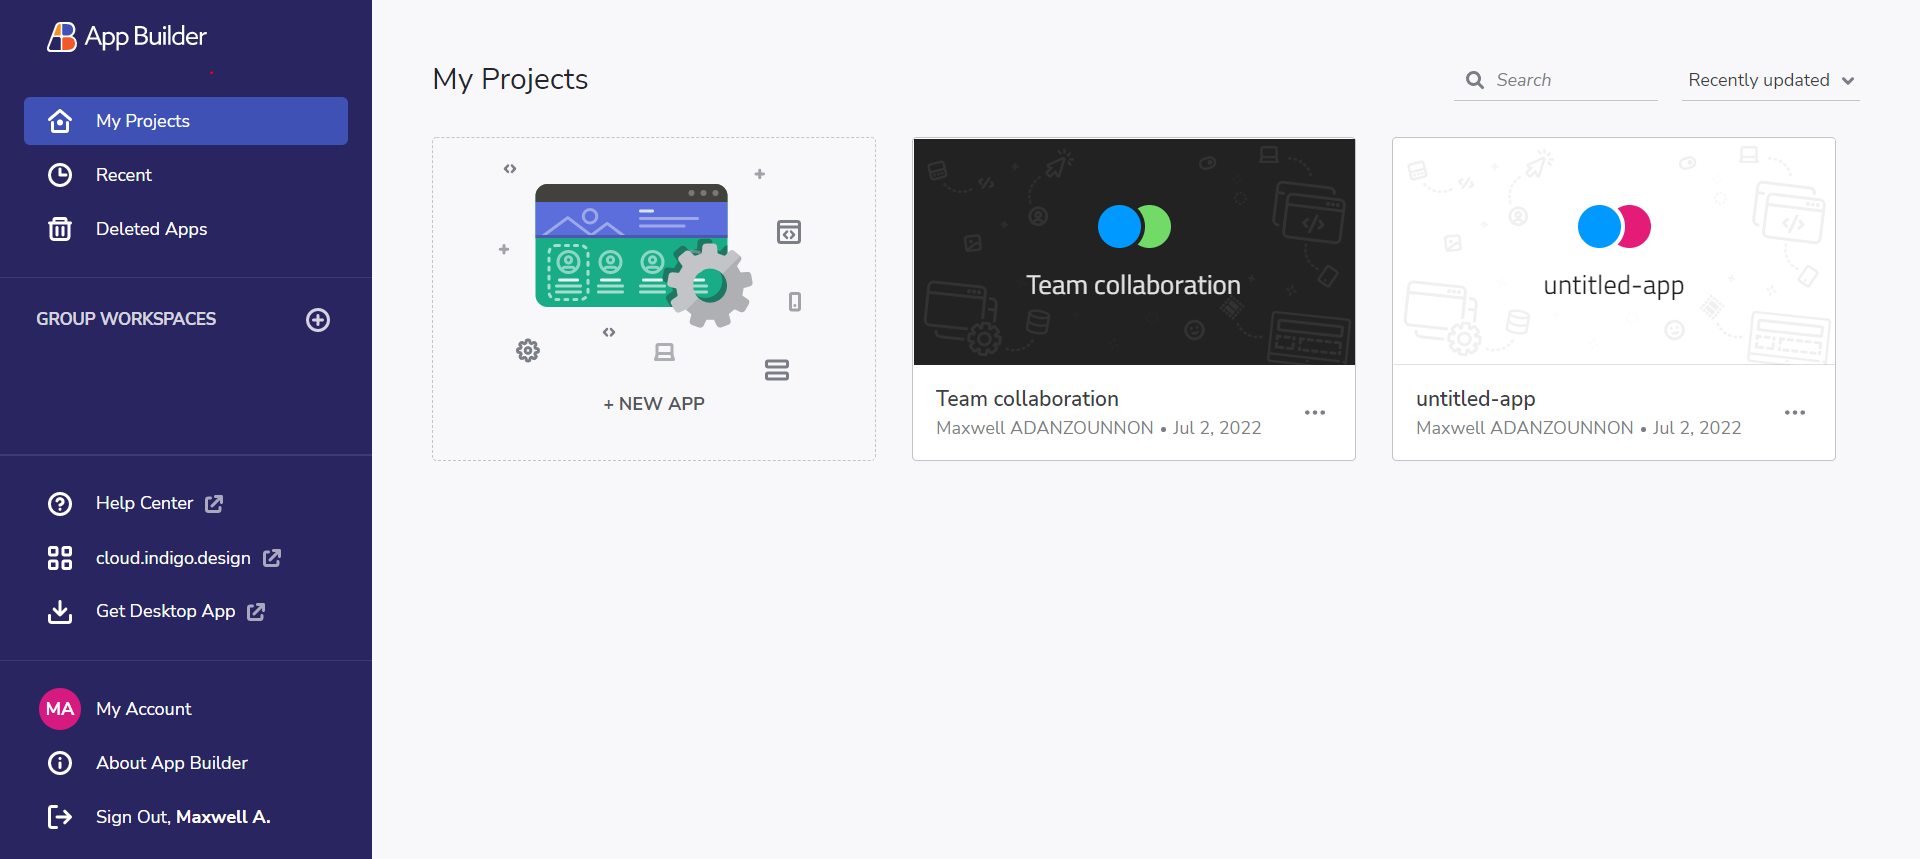 App Builder
My Projects
Recent
Deleted Apps
GROUP WORKSPACES
Help Center
cloud.indigo.design
Get Desktop App
MA
My Account
About App Builder
Sign Out, Maxwell A.
My Projects
Search
Recently updated
+ NEW APP
Team collaboration
Team collaboration
Maxwell ADANZOUNNON • Jul 2, 2022
untitled-app
untitled-app
Maxwell ADANZOUNNON • Jul 2, 2022